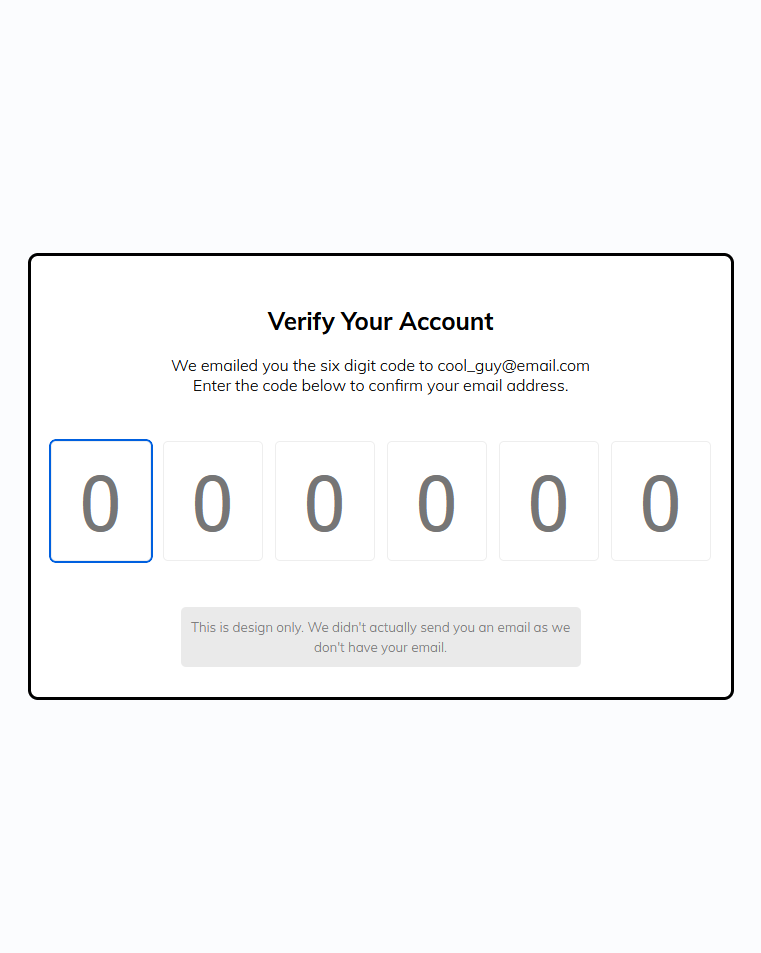 Verify Your Account
We emailed you the six digit code to cool_guy@email.com
Enter the code below to confirm your email address.
0 0 0 0 0 0
This is design only. We didn't actually send you an email as we
don't have your email.